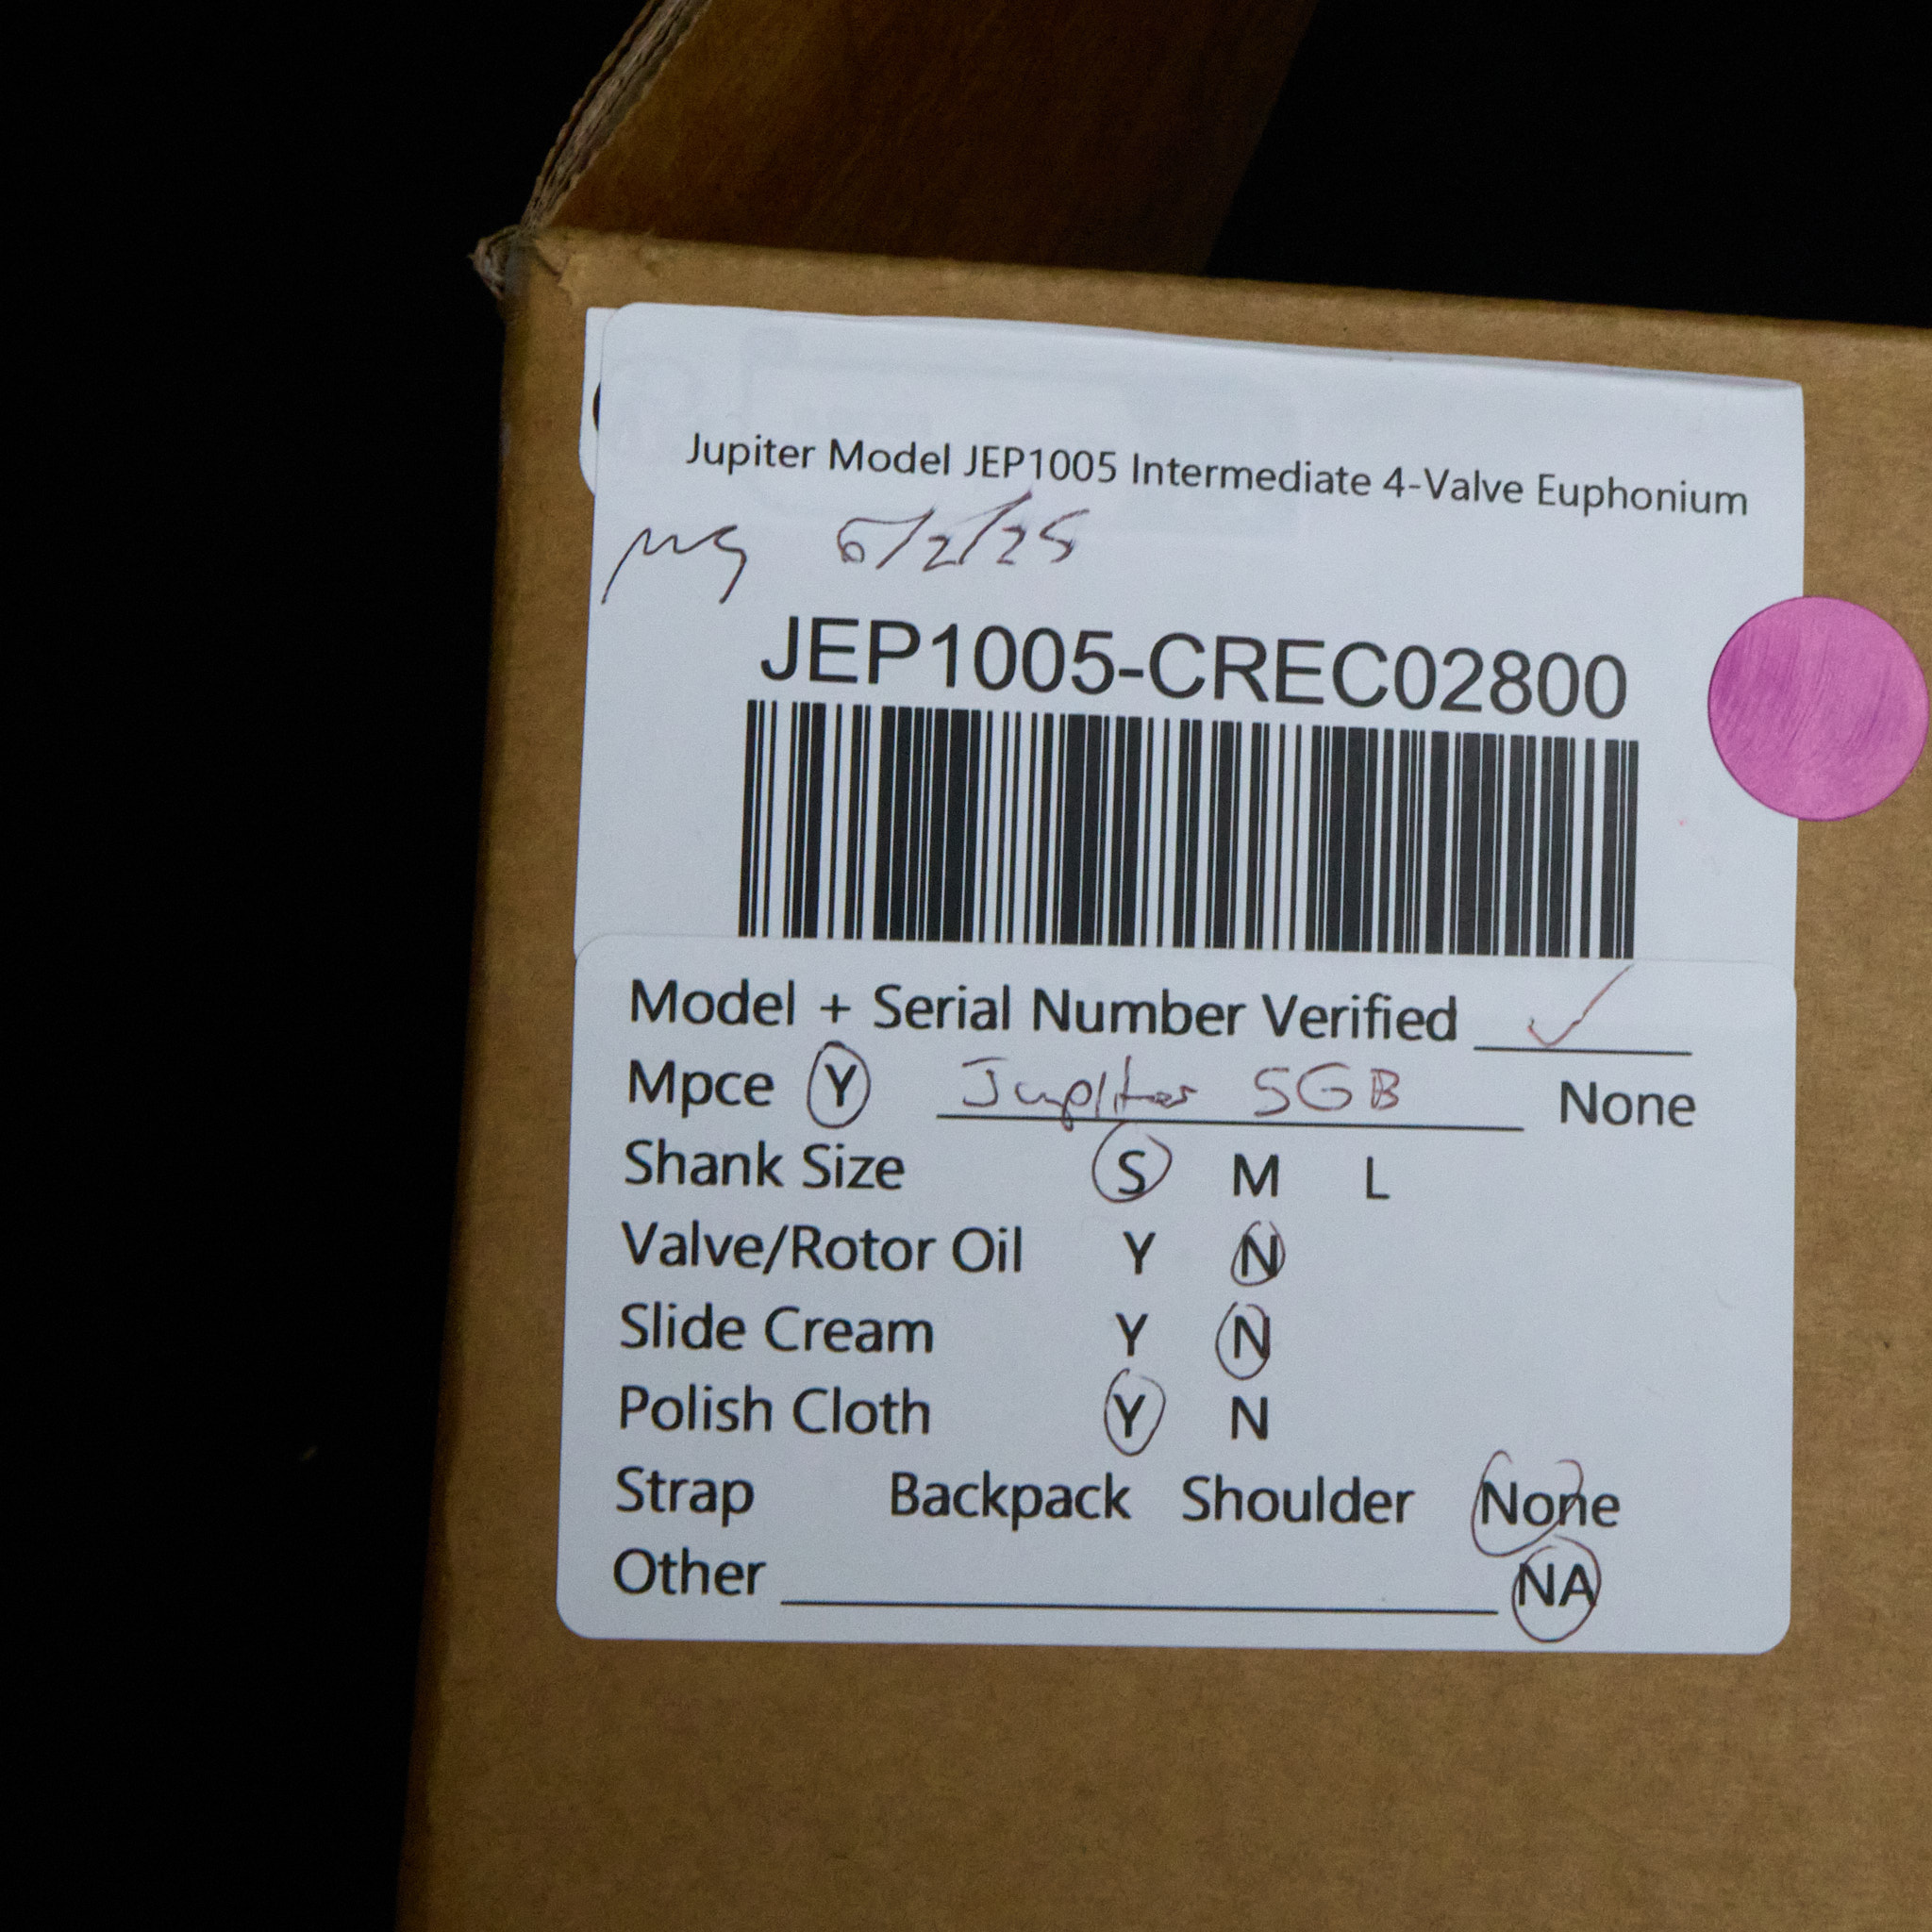 Jupiter Model JEP1005 Intermediate 4-Valve Euphonium
6/2/25
JEP1005-CREC02800
Model + Serial Number Verified ✓
Mpce Y Jupiter 5GB None
Shank Size S M L
Valve/Rotor Oil Y N
Slide Cream Y N
Polish Cloth Y N
Strap Backpack Shoulder None
Other NA